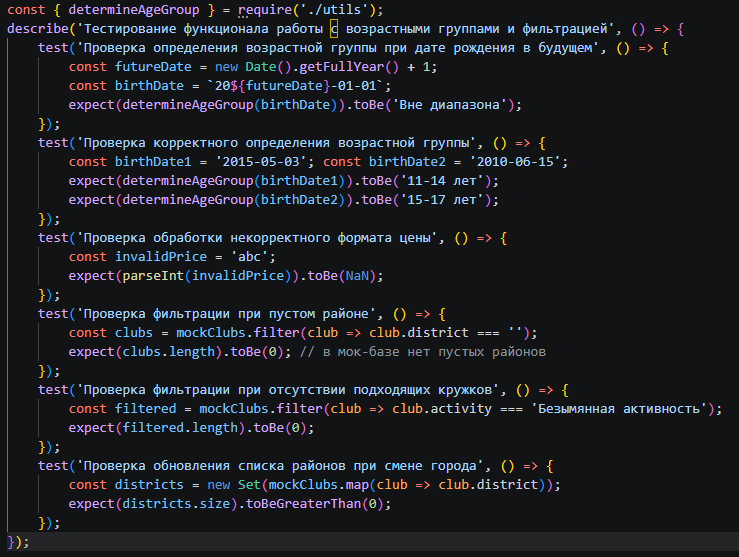 const { determineAgeGroup } = require('./utils');
describe('Тестирование функционала работы с возрастными группами и фильтрацией', () => {
    test('Проверка определения возрастной группы при дате рождения в будущем', () => {
        const futureDate = new Date().getFullYear() + 1;
        const birthDate = `20${futureDate}-01-01`;
        expect(determineAgeGroup(birthDate)).toBe('Вне диапазона');
    });
    test('Проверка корректного определения возрастной группы', () => {
        const birthDate1 = '2015-05-03'; const birthDate2 = '2010-06-15';
        expect(determineAgeGroup(birthDate1)).toBe('11-14 лет');
        expect(determineAgeGroup(birthDate2)).toBe('15-17 лет');
    });
    test('Проверка обработки некорректного формата цены', () => {
        const invalidPrice = 'abc';
        expect(parseInt(invalidPrice)).toBe(NaN);
    });
    test('Проверка фильтрации при пустом районе', () => {
        const clubs = mockClubs.filter(club => club.district === '');
        expect(clubs.length).toBe(0); // в мок-базе нет пустых районов
    });
    test('Проверка фильтрации при отсутствии подходящих кружков', () => {
        const filtered = mockClubs.filter(club => club.activity === 'Безымянная активность');
        expect(filtered.length).toBe(0);
    });
    test('Проверка обновления списка районов при смене города', () => {
        const districts = new Set(mockClubs.map(club => club.district));
        expect(districts.size).toBeGreaterThan(0);
    });
});